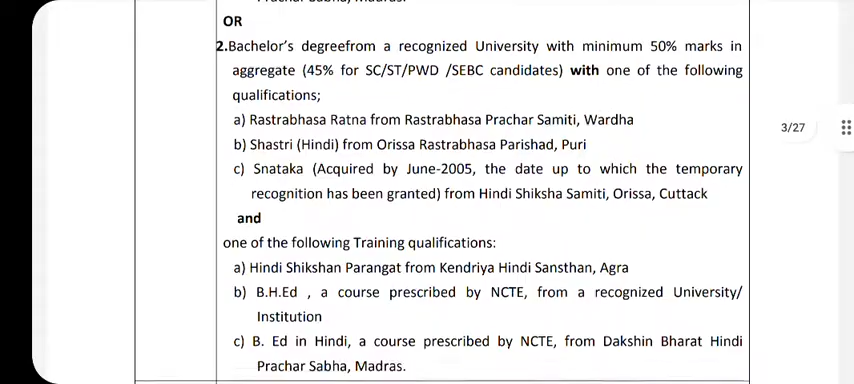 OR
2.Bachelor's degreefrom a recognized University with minimum 50% marks in
aggregate (45% for SC/ST/PWD /SEBC candidates) with one of the following
qualifications;
a) Rastrabhasa Ratna from Rastrabhasa Prachar Samiti, Wardha
3/27
b) Shastri (Hindi) from Orissa Rastrabhasa Parishad, Puri
c) Snataka (Acquired by June-2005, the date up to which the temporary
recognition has been granted) from Hindi Shiksha Samiti, Orissa, Cuttack
and
one of the following Training qualifications:
a) Hindi Shikshan Parangat from Kendriya Hindi Sansthan, Agra
b) B.H.Ed , a course prescribed by NCTE, from a recognized University/
Institution
c) B. Ed in Hindi, a course prescribed by NCTE, from Dakshin Bharat Hindi
Prachar Sabha, Madras.